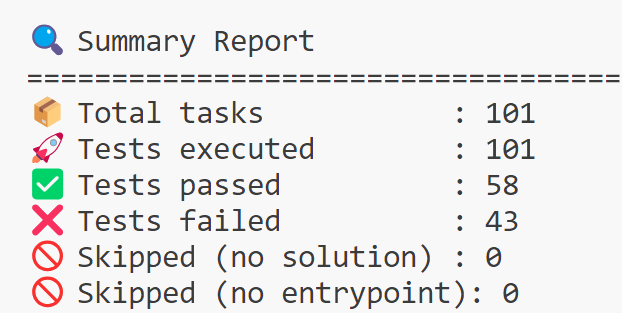 🔍 Summary Report
===================================
📦 Total tasks : 101
🚀 Tests executed : 101
✅ Tests passed : 58
❌ Tests failed : 43
🚫 Skipped (no solution) : 0
🚫 Skipped (no entrypoint): 0